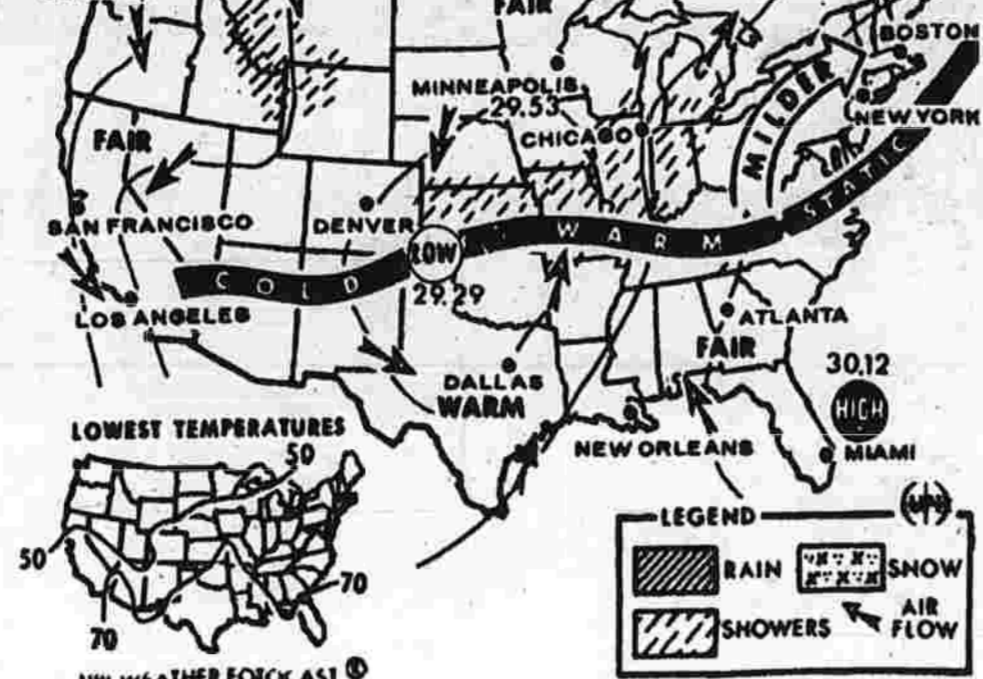 FAIR
BOSTON
MINNEAPOLIS
29.53
MILDER
NEW YORK
CHICAGO
FAIR
STATIC
SAN FRANCISCO
DENVER
WARM
LOW
COLD
29.29
LOS ANGELES
ATLANTA
FAIR
30.12
DALLAS
HIGH
WARM
LOWEST TEMPERATURES
50
NEW ORLEANS
MIAMI
LEGEND
UPI
50
RAIN
SNOW
70
AIR
SHOWERS
FLOW
70